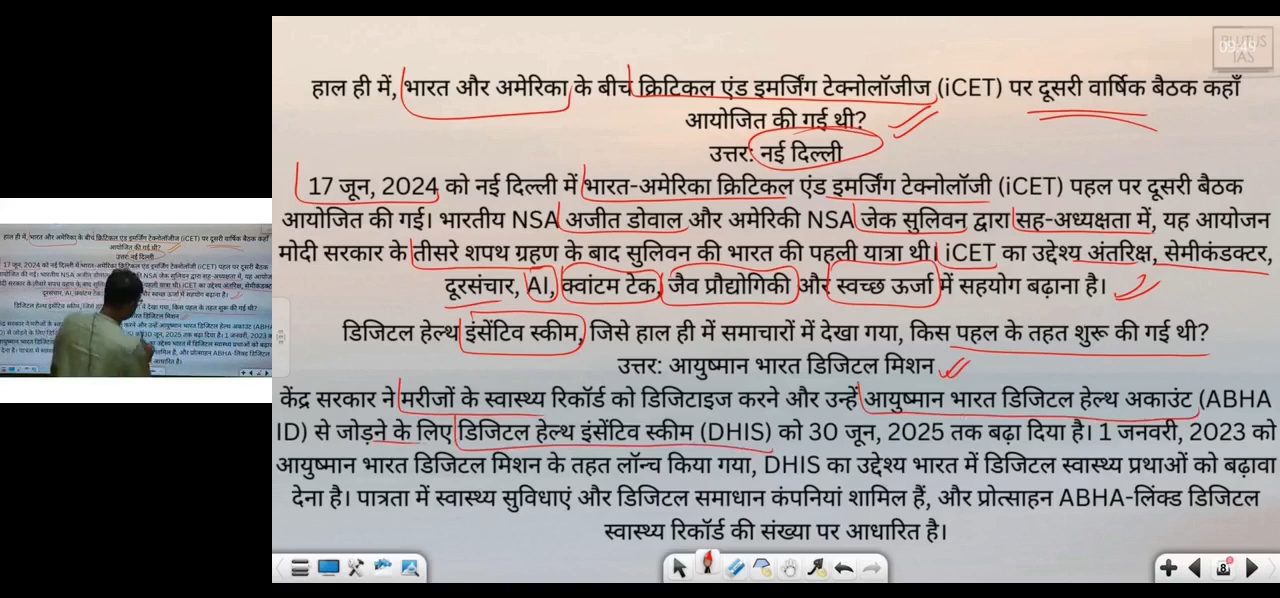 PLUTUS
IAS
09:49
हाल ही में, भारत और अमेरिका के बीच क्रिटिकल एंड इमर्जिंग टेक्नोलॉजीज (iCET) पर दूसरी वार्षिक बैठक कहाँ
आयोजित की गई थी?
उत्तर: नई दिल्ली
17 जून, 2024 को नई दिल्ली में भारत-अमेरिका क्रिटिकल एंड इमर्जिंग टेक्नोलॉजी (iCET) पहल पर दूसरी बैठक
आयोजित की गई। भारतीय NSA अजीत डोवाल और अमेरिकी NSA जेक सुलिवन द्वारा सह-अध्यक्षता में, यह आयोजन
मोदी सरकार के तीसरे शपथ ग्रहण के बाद सुलिवन की भारत की पहली यात्रा थी। iCET का उद्देश्य अंतरिक्ष, सेमीकंडक्टर,
दूरसंचार, AI, क्वांटम टेक, जैव प्रौद्योगिकी और स्वच्छ ऊर्जा में सहयोग बढ़ाना है।
डिजिटल हेल्थ इंसेंटिव स्कीम, जिसे हाल ही में समाचारों में देखा गया, किस पहल के तहत शुरू की गई थी?
उत्तर: आयुष्मान भारत डिजिटल मिशन
केंद्र सरकार ने मरीजों के स्वास्थ्य रिकॉर्ड को डिजिटाइज करने और उन्हें आयुष्मान भारत डिजिटल हेल्थ अकाउंट (ABHA
ID) से जोड़ने के लिए डिजिटल हेल्थ इंसेंटिव स्कीम (DHIS) को 30 जून, 2025 तक बढ़ा दिया है। 1 जनवरी, 2023 को
आयुष्मान भारत डिजिटल मिशन के तहत लॉन्च किया गया, DHIS का उद्देश्य भारत में डिजिटल स्वास्थ्य प्रथाओं को बढ़ावा
देना है। पात्रता में स्वास्थ्य सुविधाएं और डिजिटल समाधान कंपनियां शामिल हैं, और प्रोत्साहन ABHA-लिंक्ड डिजिटल
स्वास्थ्य रिकॉर्ड की संख्या पर आधारित है।
8